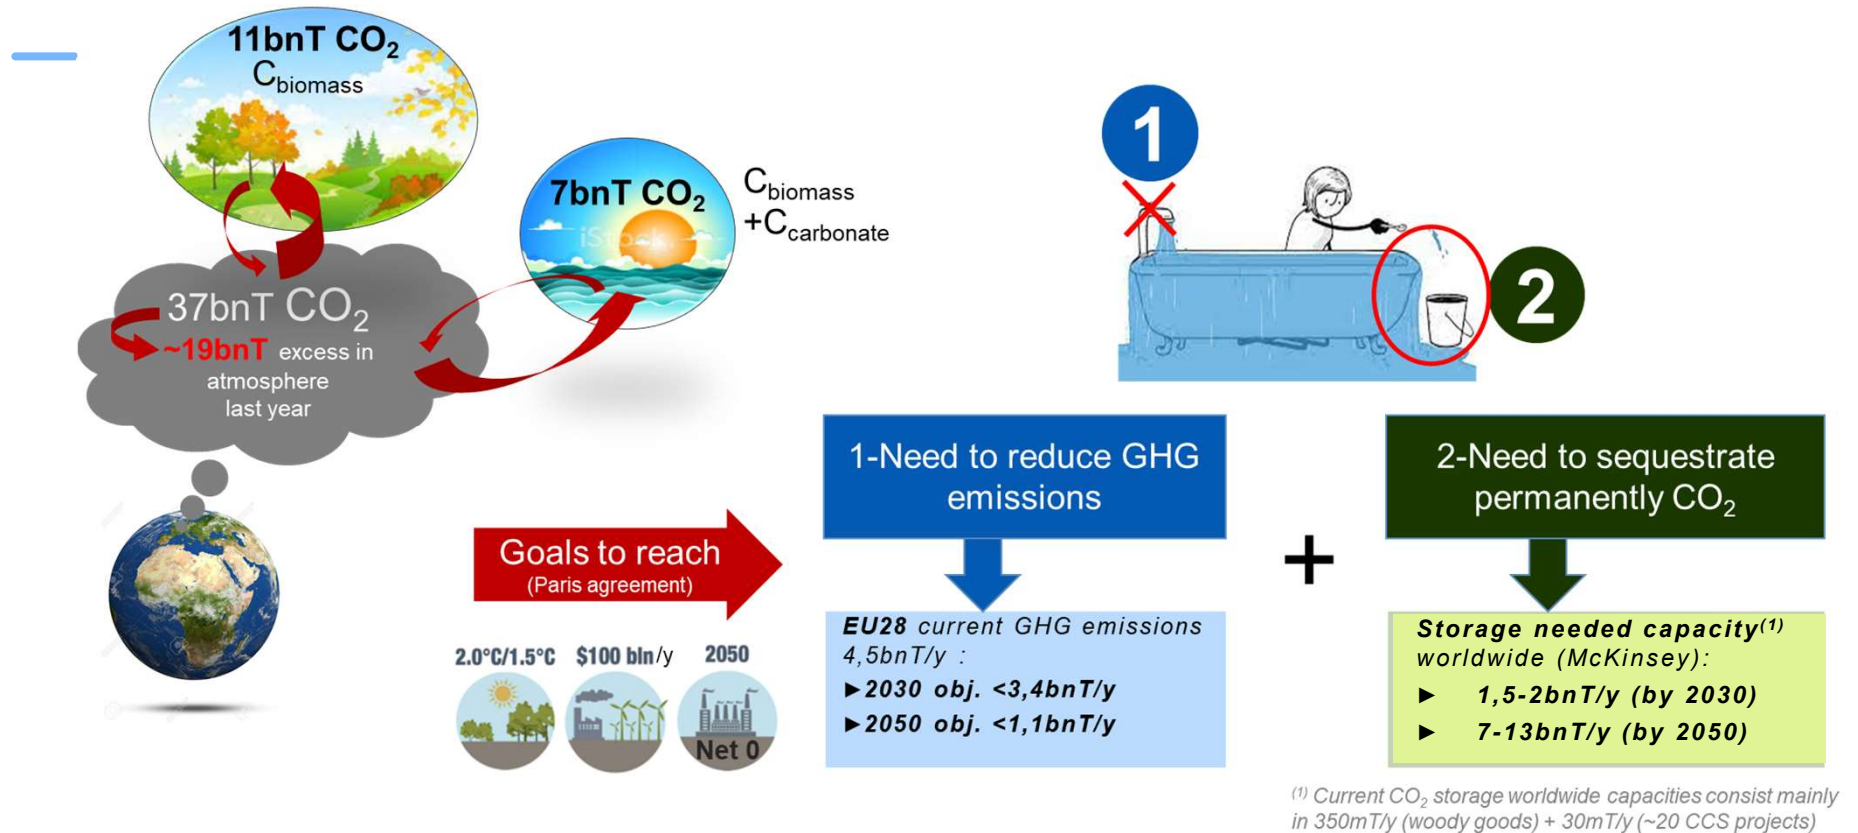 11bnT CO₂
C biomass
7bnT CO₂
C biomass
+C carbonate
iStock
37bnT CO₂
~19bnT excess in
atmosphere
last year
1
2
Goals to reach
(Paris agreement)
2.0°C/1.5°C $100 bln/y 2050
Net 0
1-Need to reduce GHG
emissions
EU28 current GHG emissions
4,5bnT/y :
►2030 obj. <3,4bnT/y
►2050 obj. <1,1bnT/y
+
2-Need to sequestrate
permanently CO₂
Storage needed capacity⁽¹⁾
worldwide (McKinsey):
► 1,5-2bnT/y (by 2030)
► 7-13bnT/y (by 2050)
⁽¹⁾ Current CO₂ storage worldwide capacities consist mainly
in 350mT/y (woody goods) + 30mT/y (~20 CCS projects)